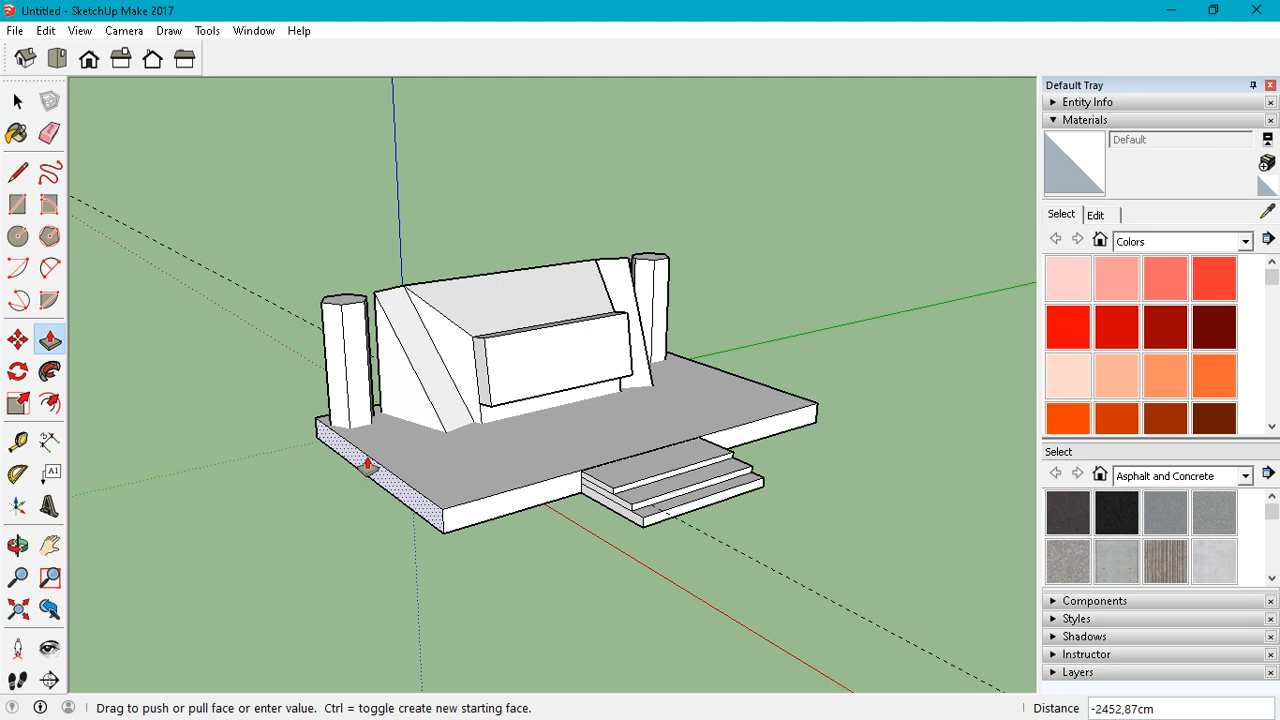 Untitled - SketchUp Make 2017
File Edit View Camera Draw Tools Window Help
Default Tray
Entity Info
Materials
Default
Select Edit
Colors
Select
Asphalt and Concrete
Components
Styles
Shadows
Instructor
Layers
A1
Drag to push or pull face or enter value. Ctrl = toggle create new starting face.
Distance -2452,87cm